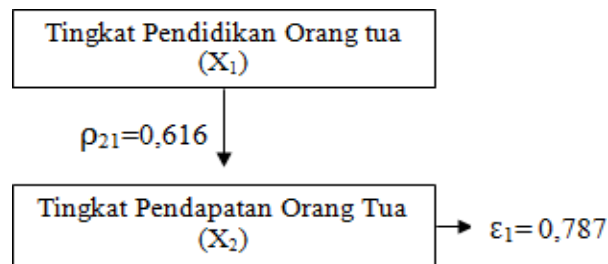 Tingkat Pendidikan Orang tua
(X₁)
ρ₂₁=0,616
Tingkat Pendapatan Orang Tua
(X₂)
ε₁= 0,787